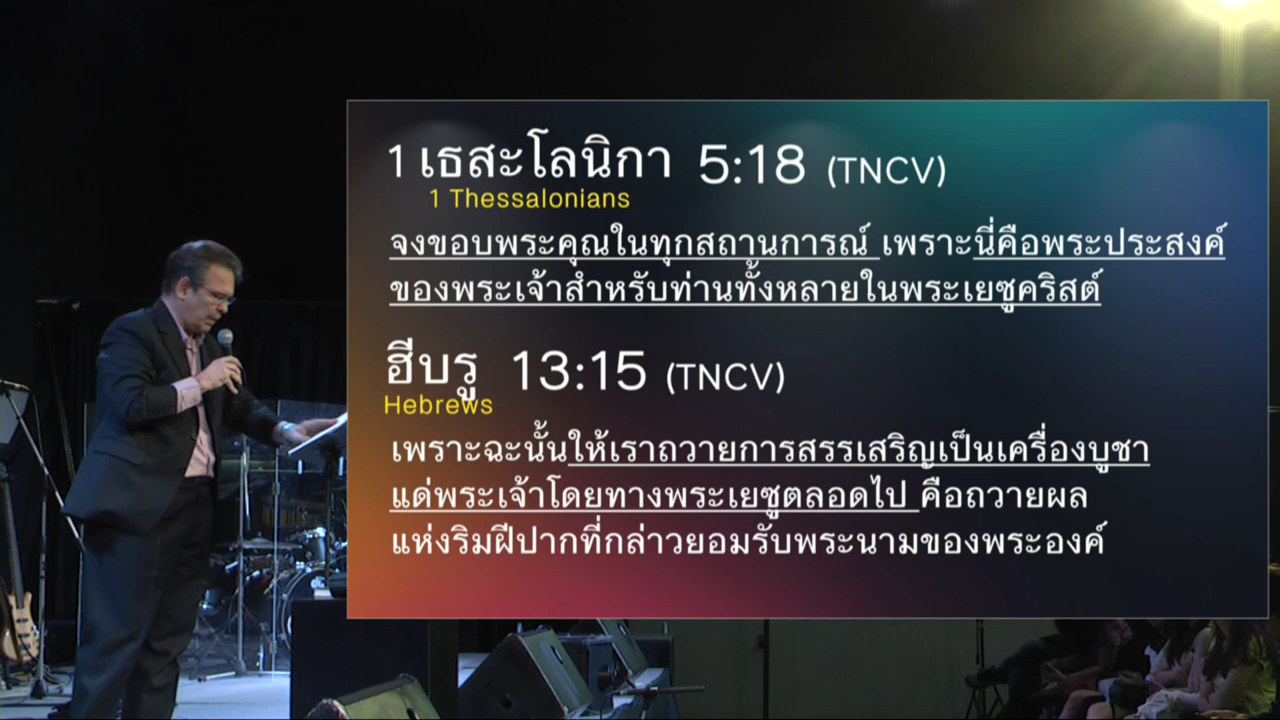 1 เธสะโลนิกา 5:18 (TNCV)
1 Thessalonians
จงขอบพระคุณในทุกสถานการณ์ เพราะนี่คือพระประสงค์
ของพระเจ้าสำหรับท่านทั้งหลายในพระเยซูคริสต์
ฮีบรู 13:15 (TNCV)
Hebrews
เพราะฉะนั้นให้เราถวายการสรรเสริญเป็นเครื่องบูชา
แด่พระเจ้าโดยทางพระเยซูตลอดไป คือถวายผล
แห่งริมฝีปากที่กล่าวยอมรับพระนามของพระองค์